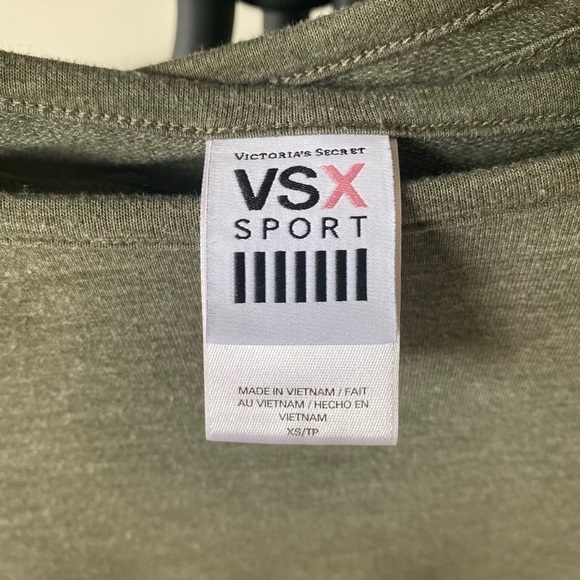 VICTORIA'S SECRET
VSX
SPORT
MADE IN VIETNAM / FAIT
AU VIETNAM / HECHO EN
VIETNAM
XS/TP